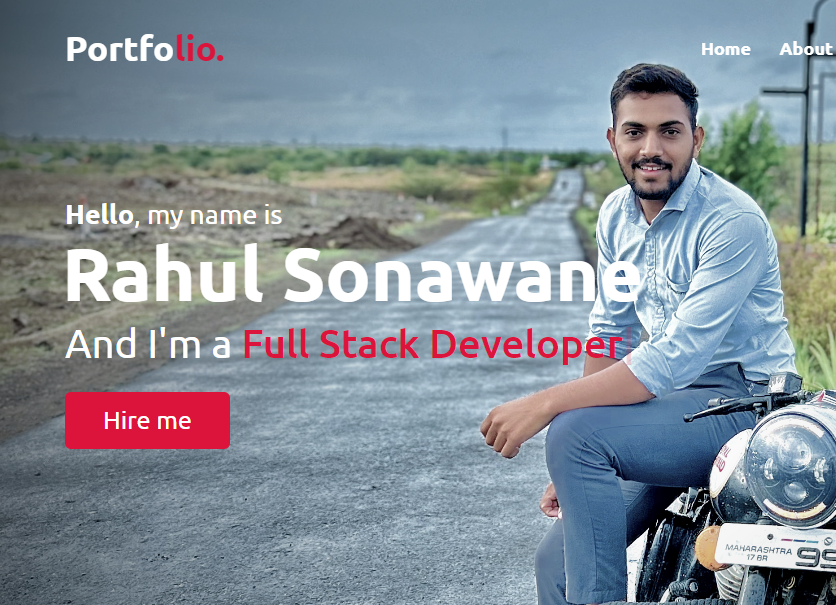 Portfolio.
Home About
Hello, my name is
Rahul Sonawane
And I'm a Full Stack Developer
Hire me
MAHARASHTRA